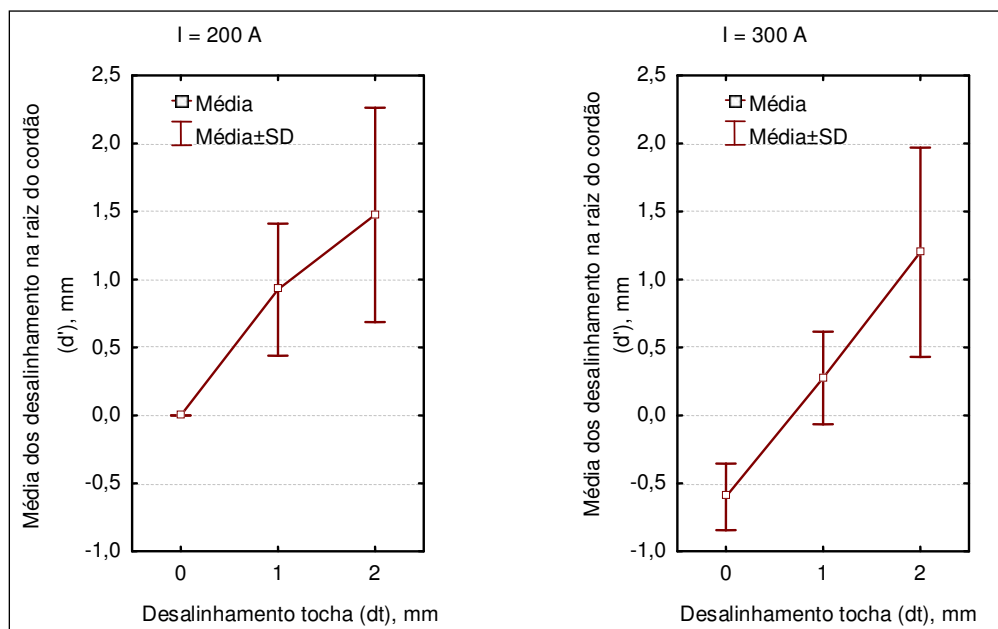 I = 200 A
Média dos desalinhamento na raiz do cordão
(d'), mm
2,5
2,0
1,5
1,0
0,5
0,0
-0,5
-1,0
Média
Média±SD
0 1 2
Desalinhamento tocha (dt), mm
I = 300 A
Média dos desalinhamento na raiz do cordão
(d'), mm
2,5
2,0
1,5
1,0
0,5
0,0
-0,5
-1,0
Média
Média±SD
0 1 2
Desalinhamento tocha (dt), mm